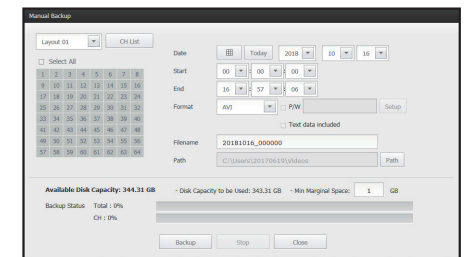 Manual Backup
Layout 01 CH List
Select All
1 2 3 4 5 6 7 8
9 10 11 12 13 14 15 16
17 18 19 20 21 22 23 24
25 26 27 28 29 30 31 32
33 34 35 36 37 38 39 40
41 42 43 44 45 46 47 48
49 50 51 52 53 54 55 56
57 58 59 60 61 62 63 64
Date Today 2018 - 10 - 16
Start 00 : 00 : 00
End 16 : 57 : 06
Format AVI P/W Setup
Text data included
Filename 20181016_000000
Path C:\Users\20170619\Videos Path
Available Disk Capacity: 344.31 GB - Disk Capacity to be Used: 343.31 GB - Min Marginal Space: 1 GB
Backup Status Total : 0%
CH : 0%
Backup Stop Close